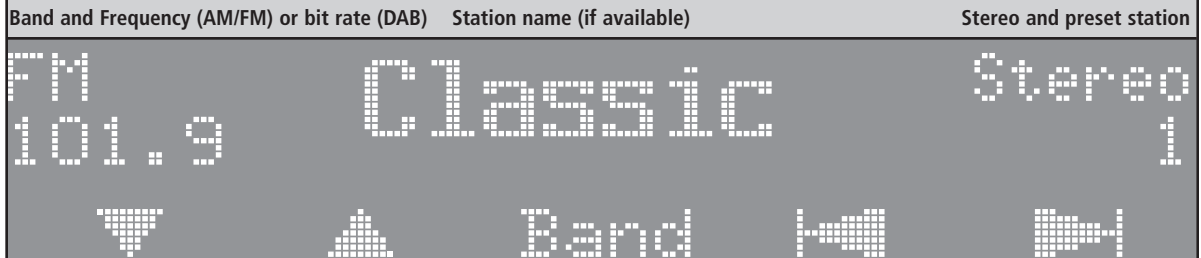 Band and Frequency (AM/FM) or bit rate (DAB) Station name (if available) Stereo and preset station
FM Classic Stereo
101.9 1
Band